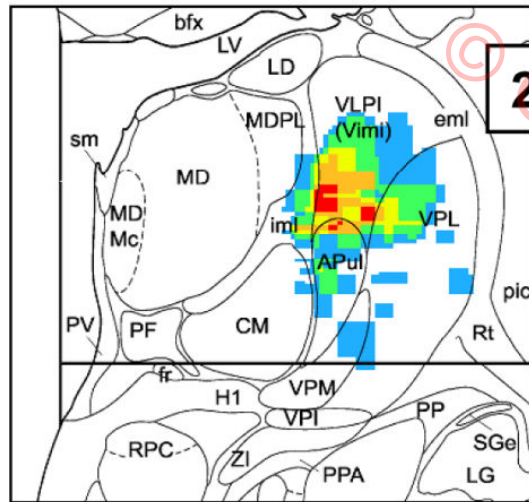 bfx
©
LV
2
LD
VLPl
(Vimi)
eml
MDPL
sm
MD
MD
Mc
VPL
iml
APul
pic
PV
PF
CM
Rt
fr
H1
VPM
VPI
PP
RPC
SGe
ZI
PPA
LG